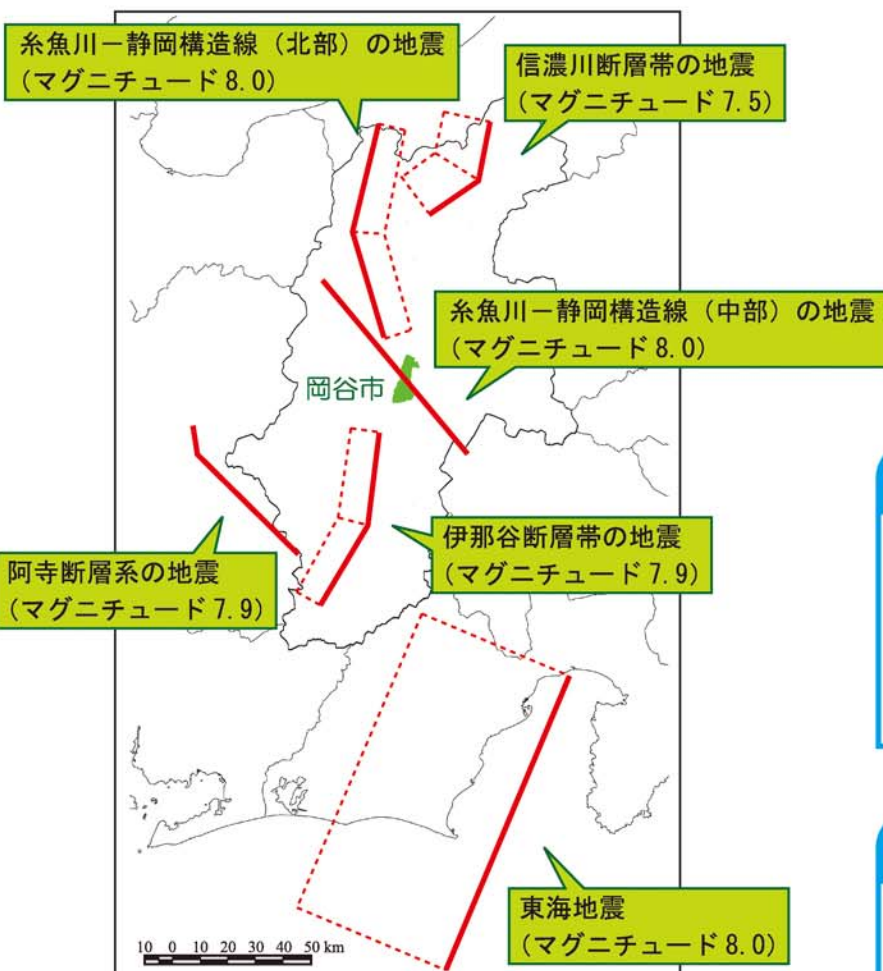 糸魚川－静岡構造線（北部）の地震
(マグニチュード8.0)
信濃川断層帯の地震
(マグニチュード7.5)
糸魚川－静岡構造線（中部）の地震
(マグニチュード8.0)
岡谷市
伊那谷断層帯の地震
(マグニチュード7.9)
阿寺断層系の地震
(マグニチュード7.9)
東海地震
(マグニチュード8.0)
10 0 10 20 30 40 50 km